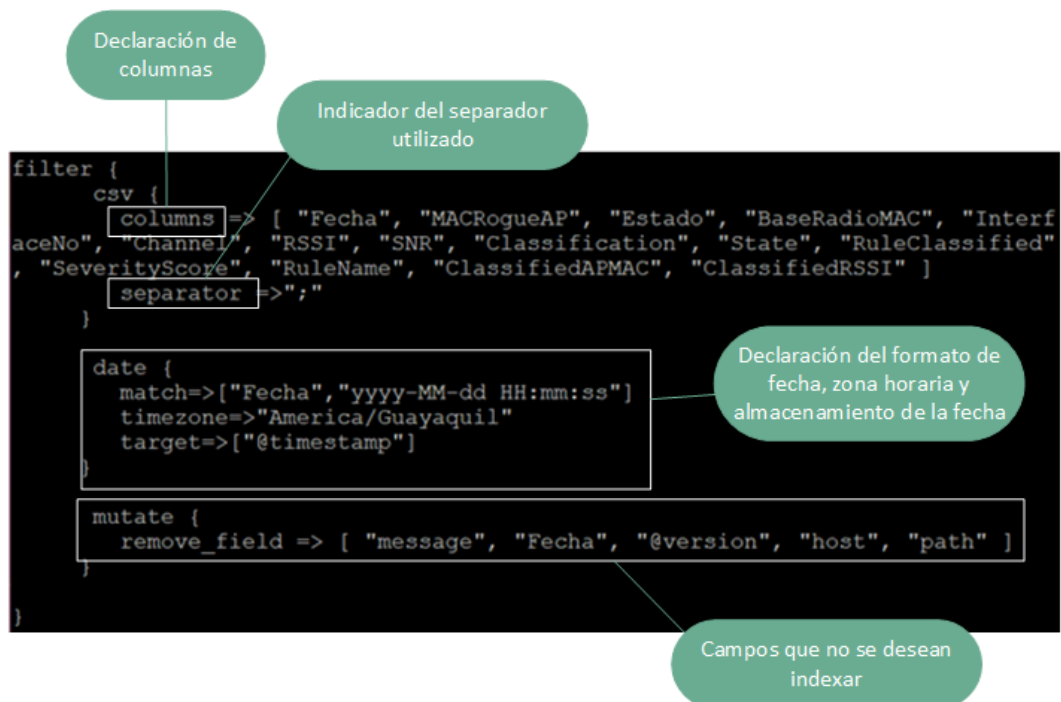 Declaración de
columnas
Indicador del separador
utilizado
filter {
csv {
columns => [ "Fecha", "MACRogueAP", "Estado", "BaseRadioMAC", "Interf
aceNo", "Channel", "RSSI", "SNR", "Classification", "State", "RuleClassified"
, "SeverityScore", "RuleName", "ClassifiedAPMAC", "ClassifiedRSSI" ]
separator =>";"
}
date {
match=>["Fecha","yyyy-MM-dd HH:mm:ss"]
timezone=>"America/Guayaquil"
target=>["@timestamp"]
}
Declaración del formato de
fecha, zona horaria y
almacenamiento de la fecha
mutate {
remove_field => [ "message", "Fecha", "@version", "host", "path" ]
}
}
Campos que no se desean
indexar